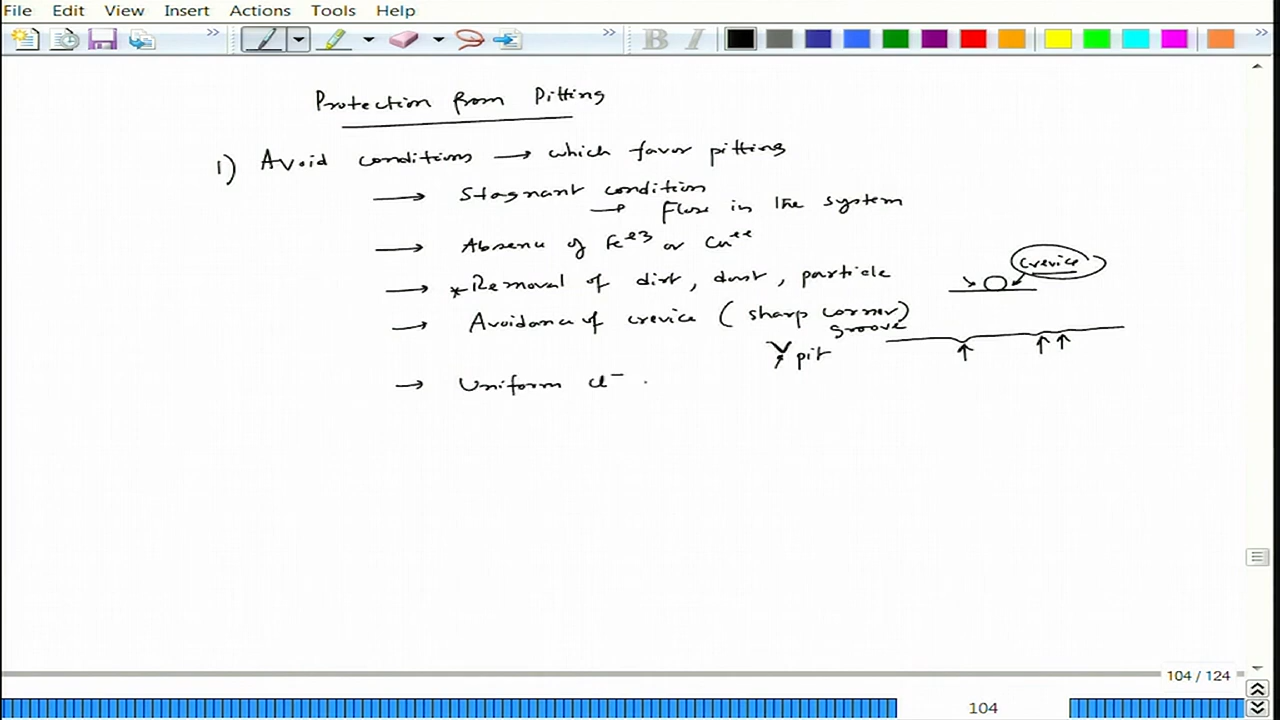 File Edit View Insert Actions Tools Help
Protection from Pitting
1) Avoid conditions → which favor pitting
→ Stagnant condition
→ Flow in the system
→ Absence of Fe+3 or Cu++
→ *Removal of dirt, dust, particle
crevice
→ Avoidance of crevice (sharp corner)
groove
pit
→ Uniform Cl⁻ .
104 / 124
104